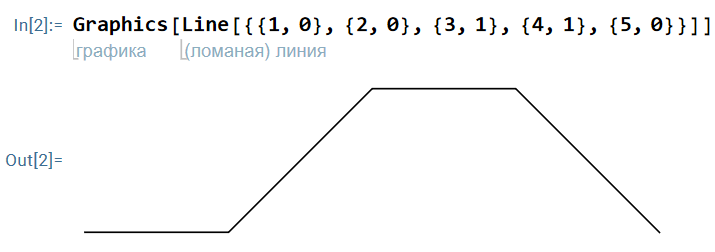 In[2]:= Graphics[Line[{{1, 0}, {2, 0}, {3, 1}, {4, 1}, {5, 0}}]]
графика (ломаная) линия
Out[2]=